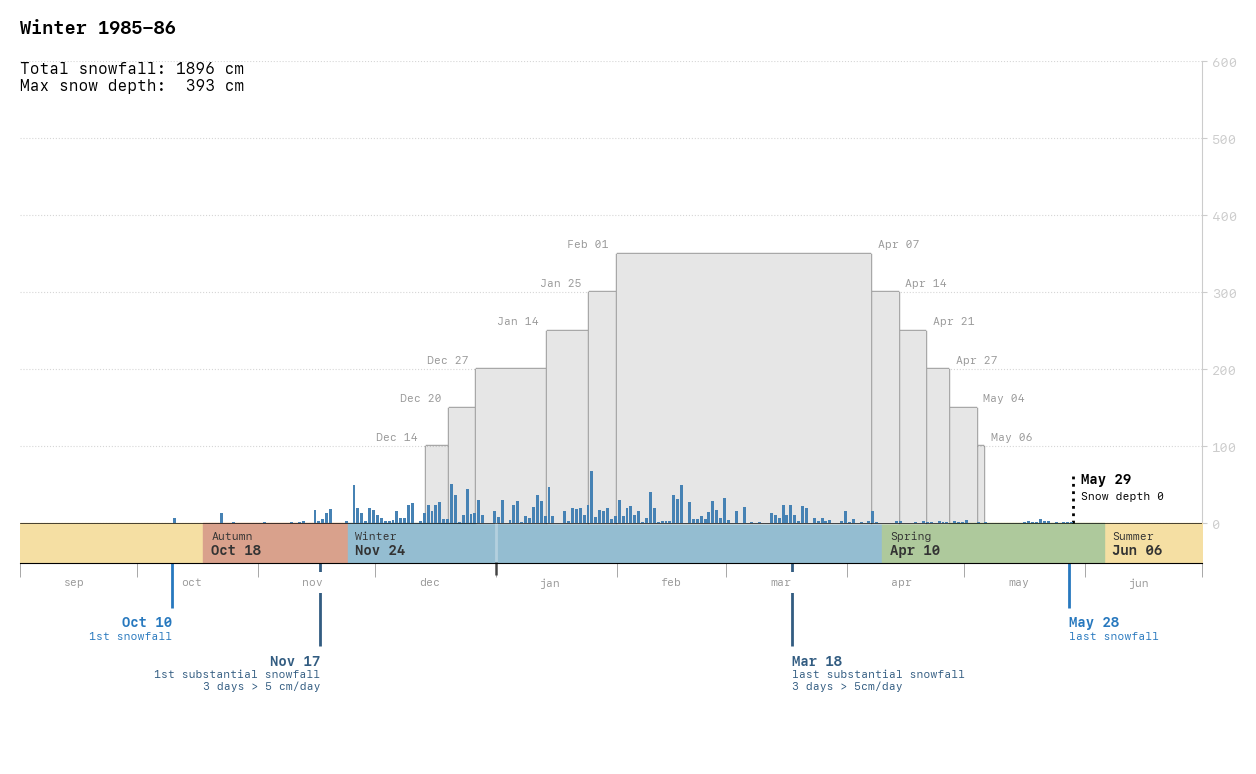 Winter 1985–86
Total snowfall: 1896 cm
Max snow depth:  393 cm
600
500
400
Feb 01
Apr 07
Jan 25
Apr 14
300
Jan 14
Apr 21
Dec 27
Apr 27
200
Dec 20
May 04
Dec 14
May 06
100
May 29
Snow depth 0
0
Autumn
Oct 18
Winter
Nov 24
Spring
Apr 10
Summer
Jun 06
sep oct nov dec jan feb mar apr may jun
Oct 10
1st snowfall
May 28
last snowfall
Nov 17
1st substantial snowfall
3 days > 5 cm/day
Mar 18
last substantial snowfall
3 days > 5cm/day